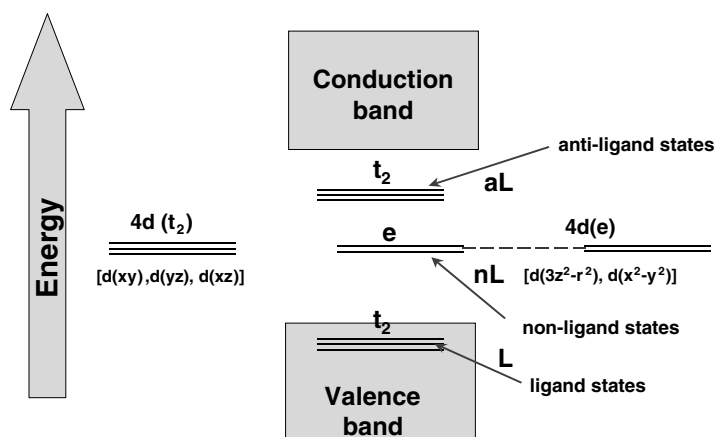 Conduction
band
anti-ligand states
t₂
aL
4d (t₂)
e
4d(e)
[d(xy),d(yz), d(xz)]
nL
[d(3z²-r²), d(x²-y²)]
non-ligand states
t₂
L
ligand states
Valence
band
Energy